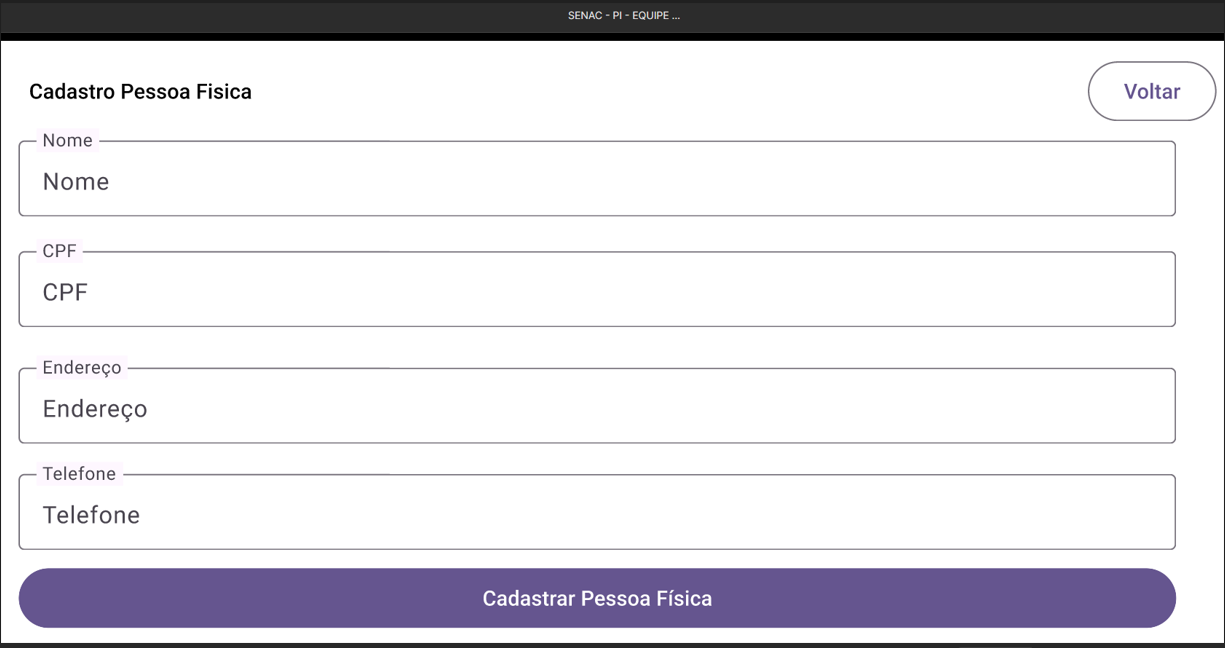 SENAC - PI - EQUIPE ...
Cadastro Pessoa Fisica
Voltar
Nome
Nome
CPF
CPF
Endereço
Endereço
Telefone
Telefone
Cadastrar Pessoa Física